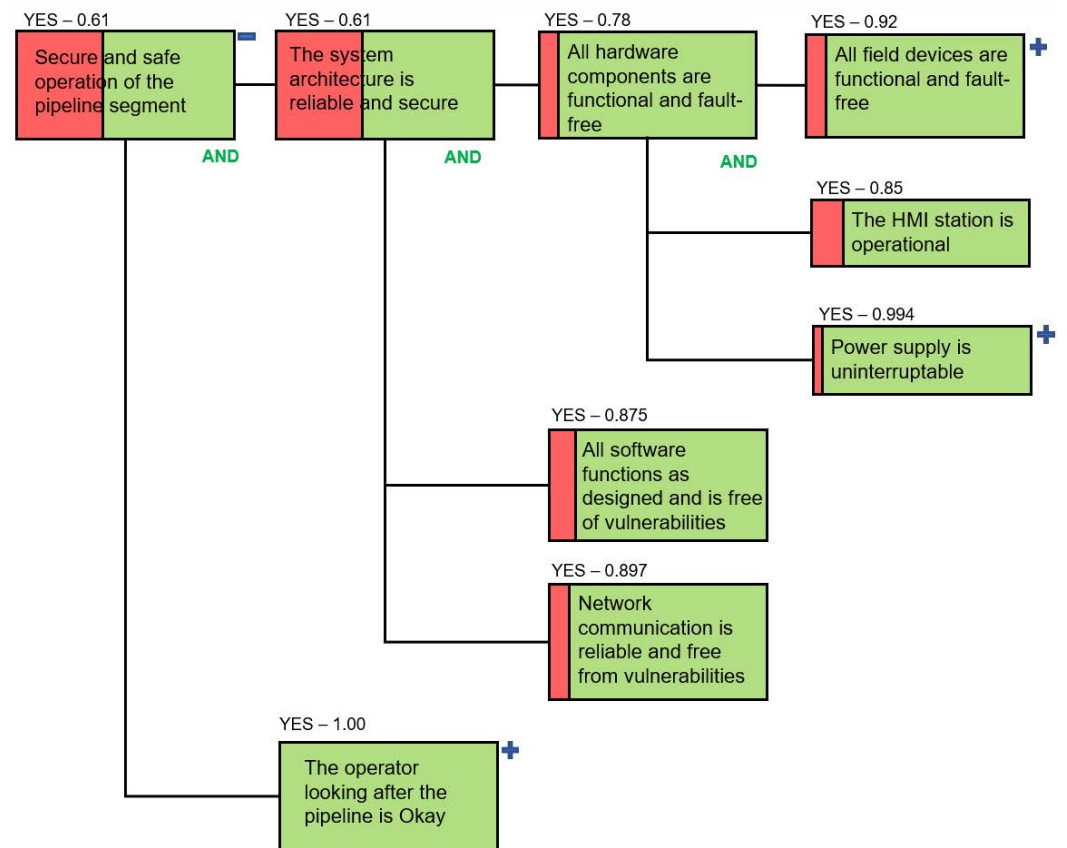 YES – 0.61
Secure and safe
operation of the
pipeline segment
AND
YES – 0.61
The system
architecture is
reliable and secure
AND
YES – 0.78
All hardware
components are
functional and fault-
free
AND
YES – 0.92
All field devices are
functional and fault-
free
YES – 0.85
The HMI station is
operational
YES – 0.994
Power supply is
uninterruptable
YES – 0.875
All software
functions as
designed and is free
of vulnerabilities
YES – 0.897
Network
communication is
reliable and free
from vulnerabilities
YES – 1.00
The operator
looking after the
pipeline is Okay